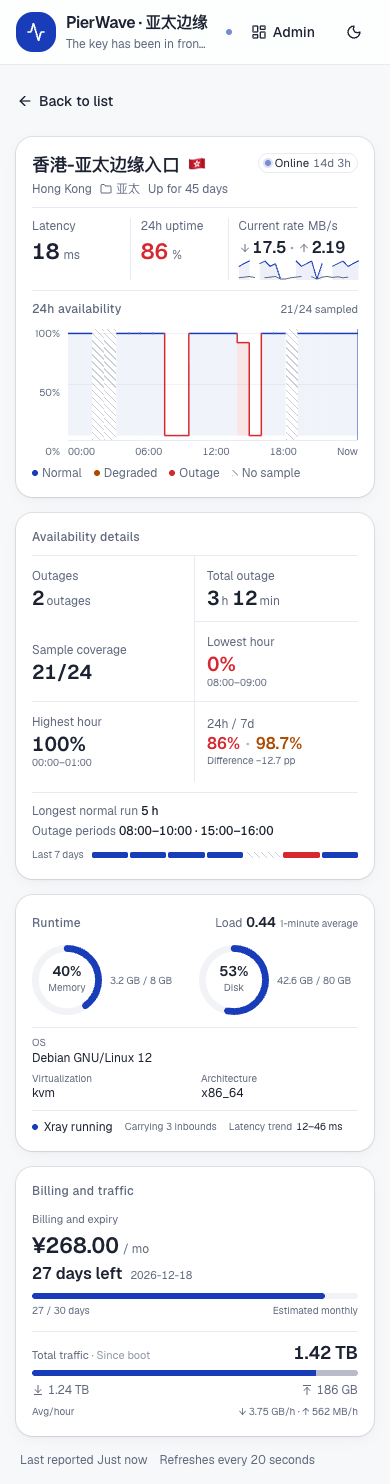 PierWave · 亚太边缘
The key has been in fron…
Admin
Back to list
香港-亚太边缘入口
Online 14d 3h
Hong Kong 亚太 Up for 45 days
Latency
18 ms
24h uptime
86 %
Current rate MB/s
↓ 17.5 · ↑ 2.19
24h availability
21/24 sampled
100%
50%
0%
00:00 06:00 12:00 18:00 Now
Normal Degraded Outage No sample
Availability details
Outages
2 outages
Total outage
3 h 12 min
Sample coverage
21/24
Lowest hour
0%
08:00–09:00
Highest hour
100%
00:00–01:00
24h / 7d
86% · 98.7%
Difference −12.7 pp
Longest normal run 5 h
Outage periods 08:00–10:00 · 15:00–16:00
Last 7 days
Runtime
Load 0.44 1-minute average
40%
Memory
3.2 GB / 8 GB
53%
Disk
42.6 GB / 80 GB
OS
Debian GNU/Linux 12
Virtualization
kvm
Architecture
x86_64
Xray running Carrying 3 inbounds Latency trend 12–46 ms
Billing and traffic
Billing and expiry
¥268.00 / mo
27 days left 2026-12-18
27 / 30 days
Estimated monthly
Total traffic · Since boot
1.42 TB
↓ 1.24 TB
↑ 186 GB
Avg/hour
↓ 3.75 GB/h · ↑ 562 MB/h
Last reported Just now Refreshes every 20 seconds